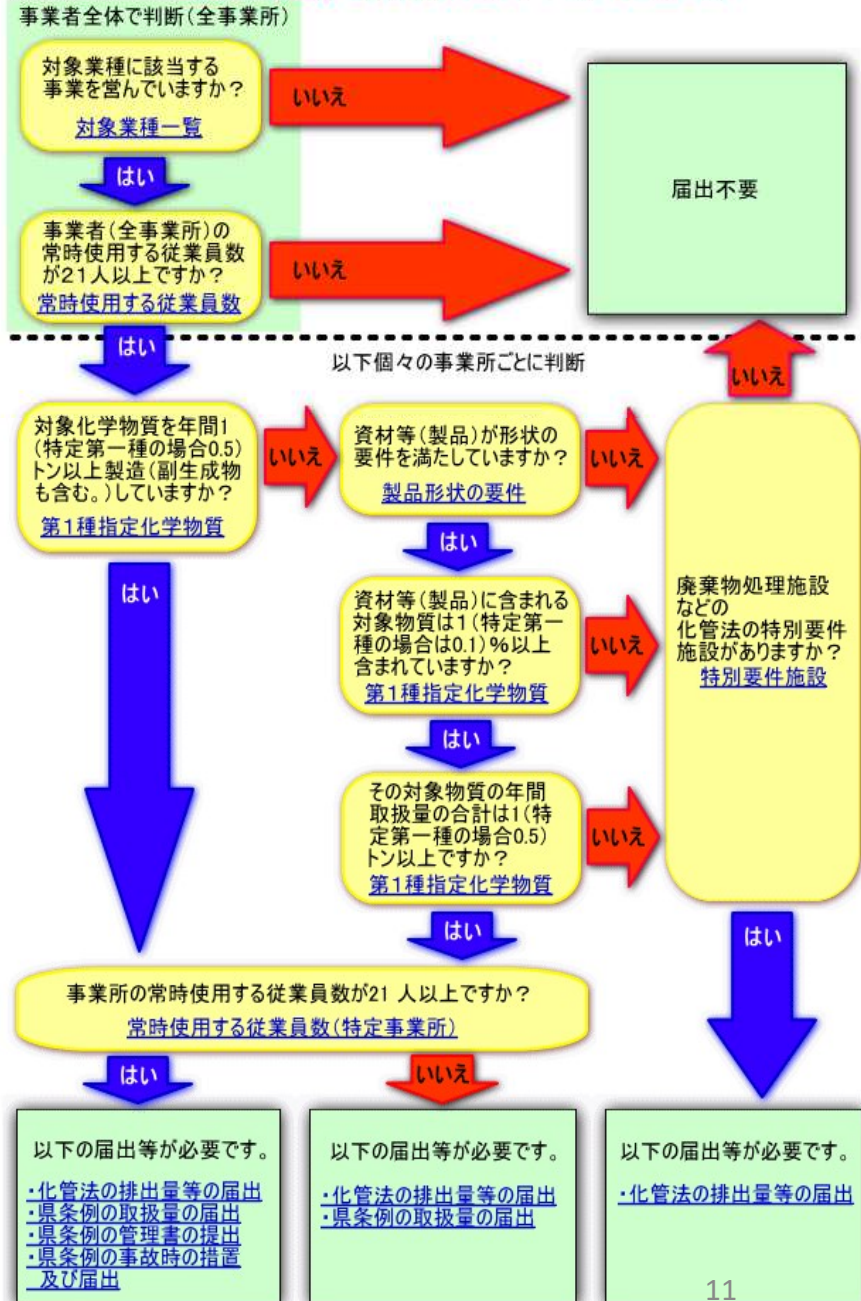 事業者全体で判断(全事業所)
対象業種に該当する
事業を営んでいますか？
対象業種一覧
いいえ
届出不要
はい
事業者(全事業所)の
常時使用する従業員数
が21人以上ですか？
常時使用する従業員数
いいえ
はい
以下個々の事業所ごとに判断
いいえ
対象化学物質を年間1
(特定第一種の場合0.5)
トン以上製造(副生成物
も含む。)していますか？
第1種指定化学物質
いいえ
資材等(製品)が形状の
要件を満たしていますか？
製品形状の要件
いいえ
はい
はい
資材等(製品)に含まれる
対象物質は1(特定第一
種の場合は0.1)%以上
含まれていますか？
第1種指定化学物質
いいえ
廃棄物処理施設
などの
化管法の特別要件
施設がありますか？
特別要件施設
はい
その対象物質の年間
取扱量の合計は1(特
定第一種の場合0.5)
トン以上ですか？
第1種指定化学物質
いいえ
はい
はい
事業所の常時使用する従業員数が21 人以上ですか？
常時使用する従業員数(特定事業所)
はい
いいえ
以下の届出等が必要です。
・化管法の排出量等の届出
・県条例の取扱量の届出
・県条例の管理書の提出
・県条例の事故時の措置
及び届出
以下の届出等が必要です。
・化管法の排出量等の届出
・県条例の取扱量の届出
以下の届出等が必要です。
・化管法の排出量等の届出
11